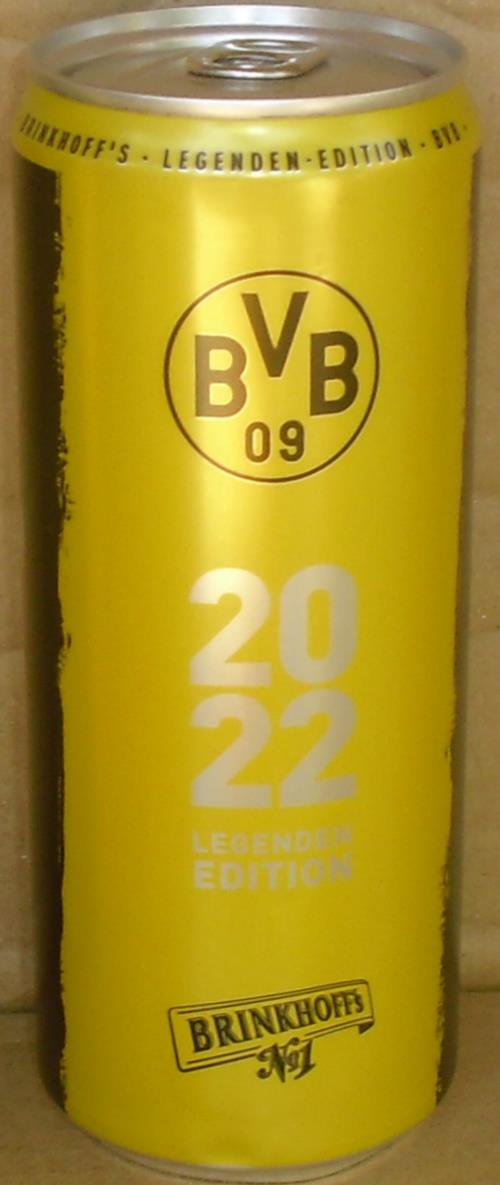 BRINKHOFF'S · LEGENDEN-EDITION · BVB ·
BVB
09
20
22
LEGENDEN
EDITION
BRINKHOFF's
No1